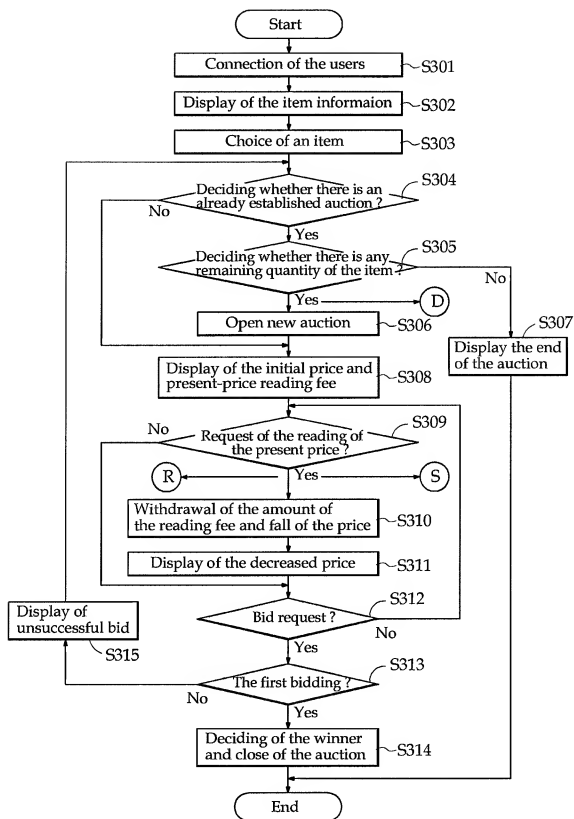 Start
Connection of the users
S301
Display of the item informaion
S302
Choice of an item
S303
Deciding whether there is an
already established auction ?
S304
No
Yes
Deciding whether there is any
remaining quantity of the item ?
S305
No
Yes
D
Open new auction
S306
Display the end
of the auction
S307
Display of the initial price and
present-price reading fee
S308
Request of the reading of
the present price ?
S309
No
R
Yes
S
Withdrawal of the amount of
the reading fee and fall of the price
S310
Display of the decreased price
S311
Bid request ?
S312
No
Yes
Display of
unsuccessful bid
S315
The first bidding ?
S313
No
Yes
Deciding of the winner
and close of the auction
S314
End